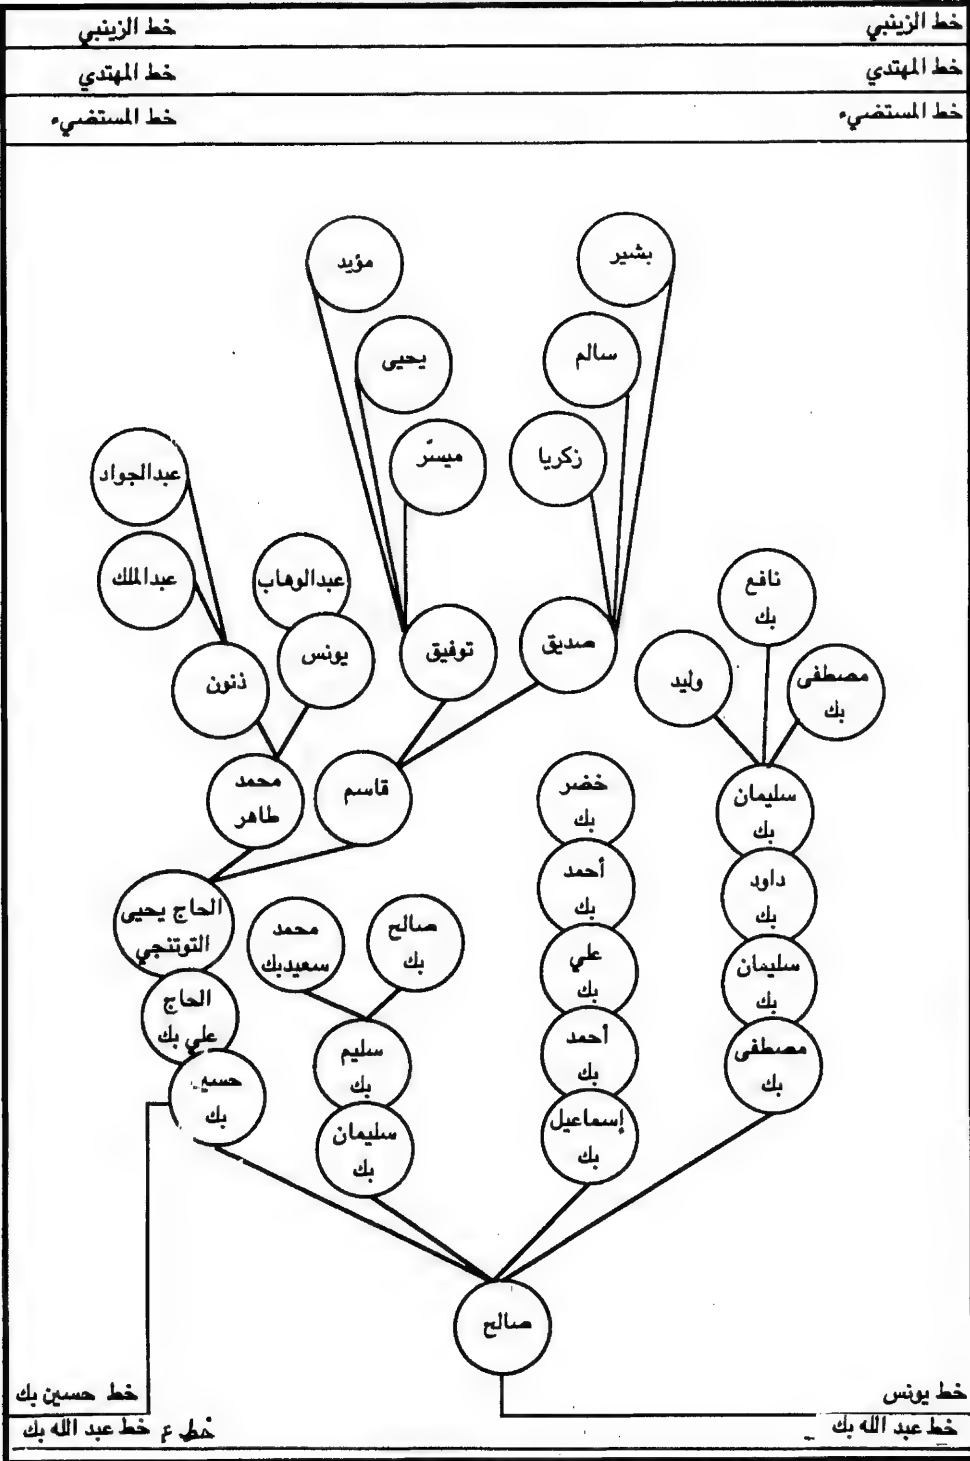 خط الزينبي
خط الزينبي
خط المهتدي
خط المهتدي
خط المستضيء
خط المستضيء
بشير
مؤيد
سالم
يحيى
زكريا
ميسّر
عبدالجواد
نافع
بك
عبدالوهاب
عبدالملك
صديق
توفيق
يونس
ذنون
مصطفى
بك
وليد
سليمان
بك
خضر
بك
قاسم
محمد
طاهر
داود
بك
أحمد
بك
صالح
بك
محمد
سعيدبك
الحاج يحيى
التوتنجي
سليمان
بك
علي
بك
الحاج
علي بك
مصطفى
بك
أحمد
بك
سليم
بك
حسين
بك
إسماعيل
بك
سليمان
بك
صالح
خط يونس
خط حسين بك
خط عبد الله بك
خط ع خط عبد الله بك